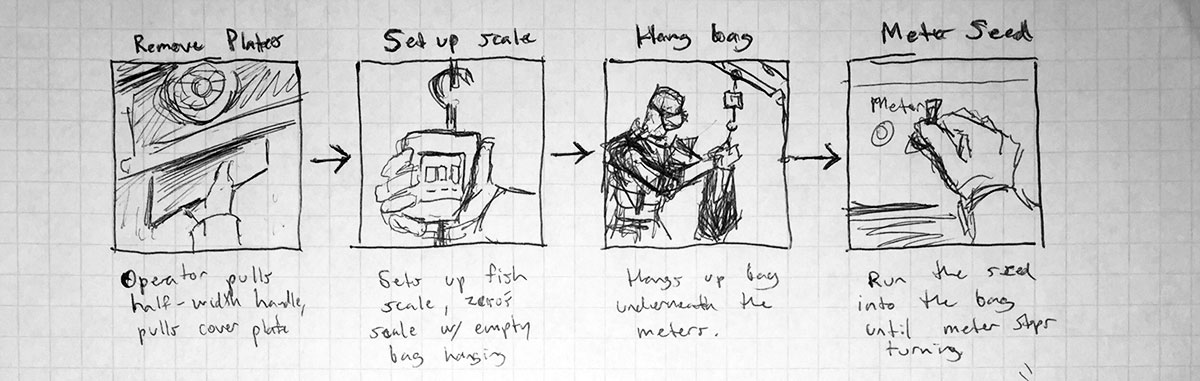 Remove Plates
Set up scale
Hang bag
Meter Seed
Meter
Operator pulls
half-width handle,
pulls cover plate
Sets up fish
scale, zero's
scale w/ empty
bag hanging
Hangs up bag
underneath the
meters.
Run the seed
into the bag
until meter stops
turning